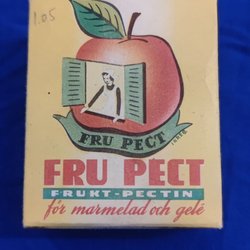 1.05
FRU PECT
FRU PECT
FRUKT-PECTIN
för marmelad och gelé